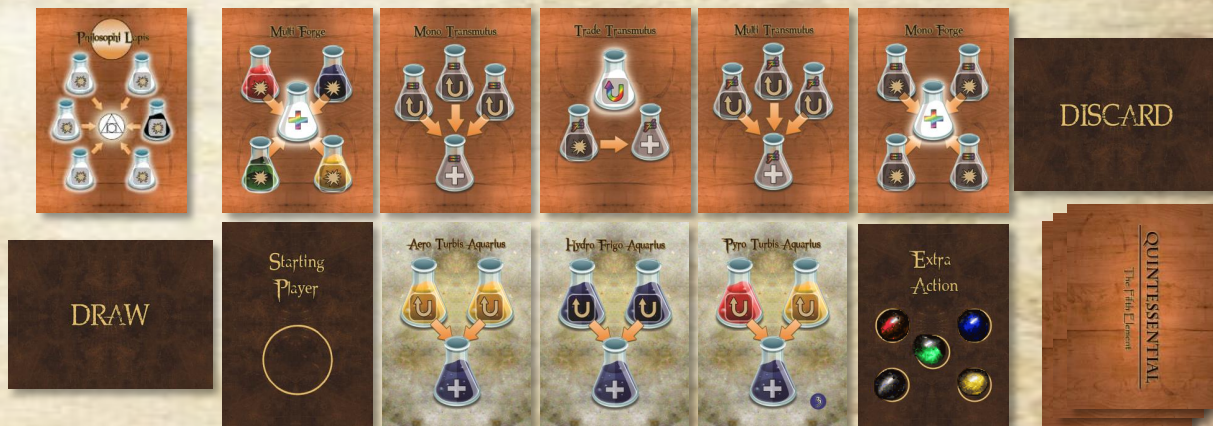 Philosophi Lapis
Multi Forge
Mono Transmutus
Trade Transmutus
Multi Transmutus
Mono Forge
DISCARD
DRAW
Starting
Player
Aero Turbis Aquarius
Hydro Frigo Aquarius
Pyro Turbis Aquarius
3
Extra
Action
QUINTESSENTIAL
The Fifth Element